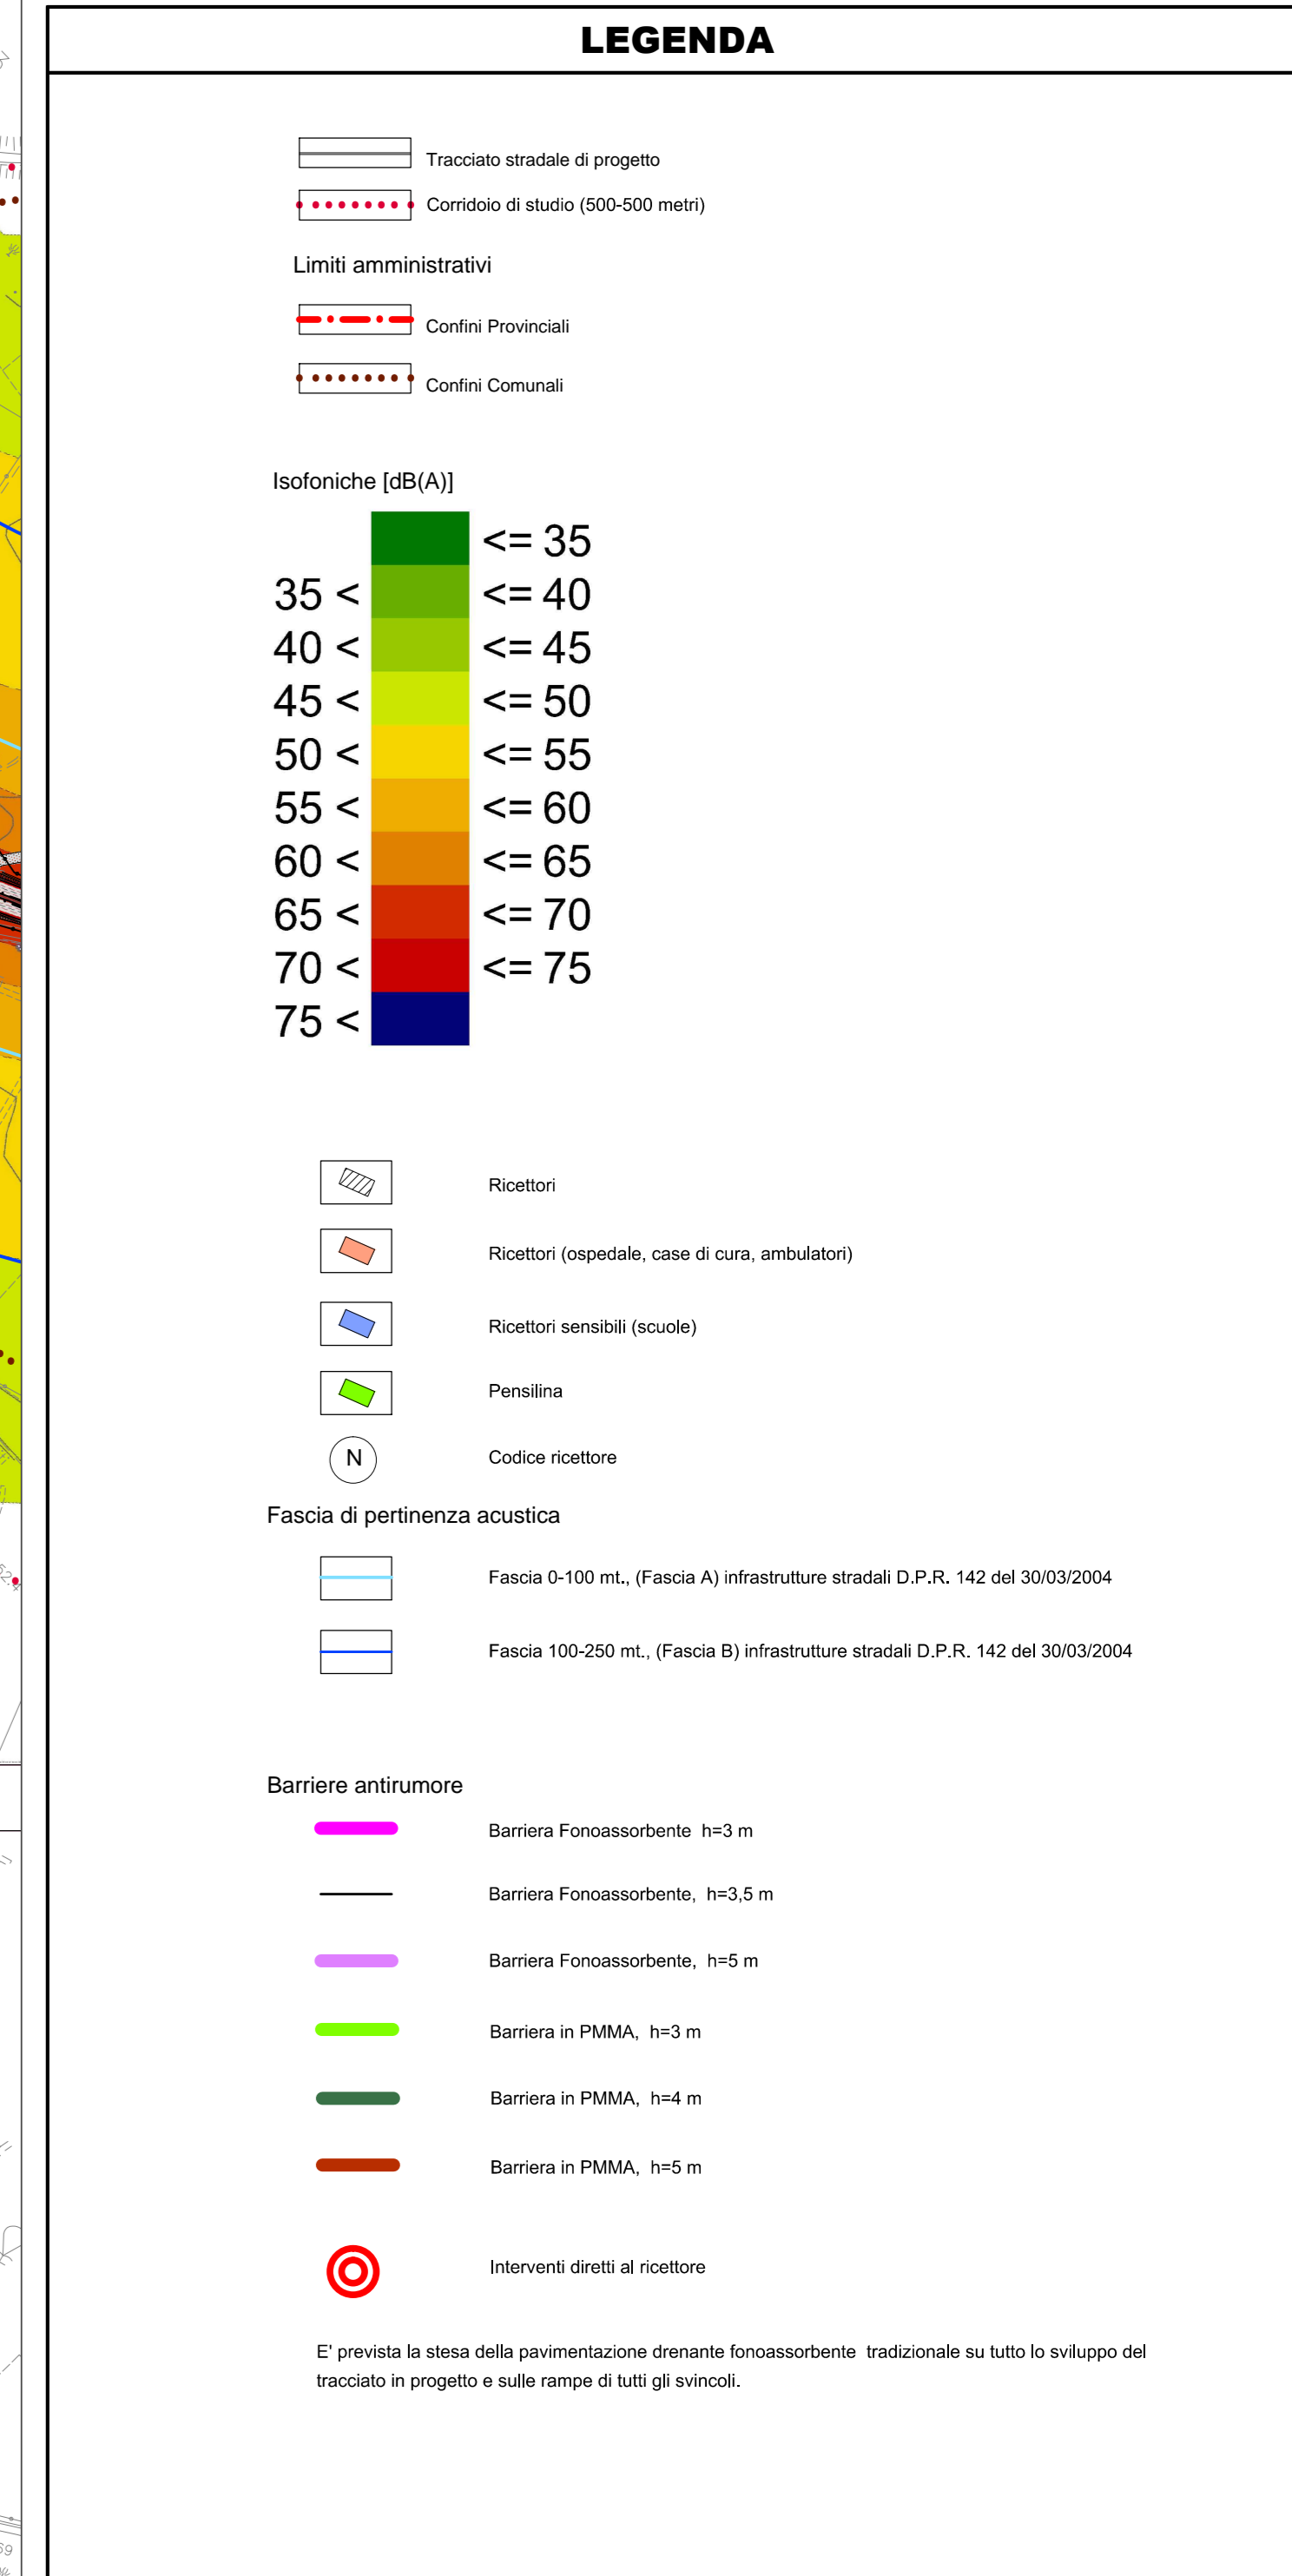 LEGENDA
Tracciato stradale di progetto
Corridoio di studio (500-500 metri)
Limiti amministrativi
Confini Provinciali
Confini Comunali
Isofoniche [dB(A)]
<= 35
35 < <= 40
40 < <= 45
45 < <= 50
50 < <= 55
55 < <= 60
60 < <= 65
65 < <= 70
70 < <= 75
75 <
Ricettori
Ricettori (ospedale, case di cura, ambulatori)
Ricettori sensibili (scuole)
Pensilina
N Codice ricettore
Fascia di pertinenza acustica
Fascia 0-100 mt., (Fascia A) infrastrutture stradali D.P.R. 142 del 30/03/2004
Fascia 100-250 mt., (Fascia B) infrastrutture stradali D.P.R. 142 del 30/03/2004
Barriere antirumore
Barriera Fonoassorbente h=3 m
Barriera Fonoassorbente, h=3,5 m
Barriera Fonoassorbente, h=5 m
Barriera in PMMA, h=3 m
Barriera in PMMA, h=4 m
Barriera in PMMA, h=5 m
Interventi diretti al ricettore
E' prevista la stesa della pavimentazione drenante fonoassorbente tradizionale su tutto lo sviluppo del
tracciato in progetto e sulle rampe di tutti gli svincoli.